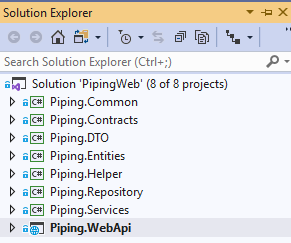 Solution Explorer
Search Solution Explorer (Ctrl+;)
Solution 'PipingWeb' (8 of 8 projects)
C# Piping.Common
C# Piping.Contracts
C# Piping.DTO
C# Piping.Entities
C# Piping.Helper
C# Piping.Repository
C# Piping.Services
Piping.WebApi